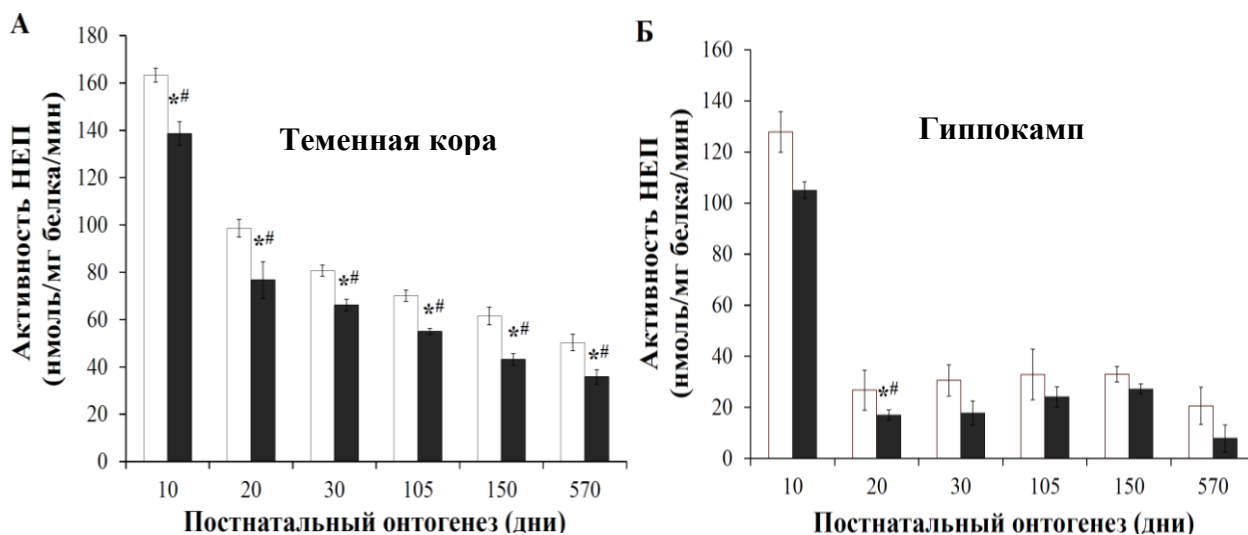 А
Активность НЕП
(нмоль/мг белка/мин)
180
160
140
120
100
80
60
40
20
0
Теменная кора
*#
*#
*#
*#
*#
*#
10 20 30 105 150 570
Постнатальный онтогенез (дни)
Б
Активность НЕП
(нмоль/мг белка/мин)
160
140
120
100
80
60
40
20
0
Гиппокамп
*#
10 20 30 105 150 570
Постнатальный онтогенез (дни)